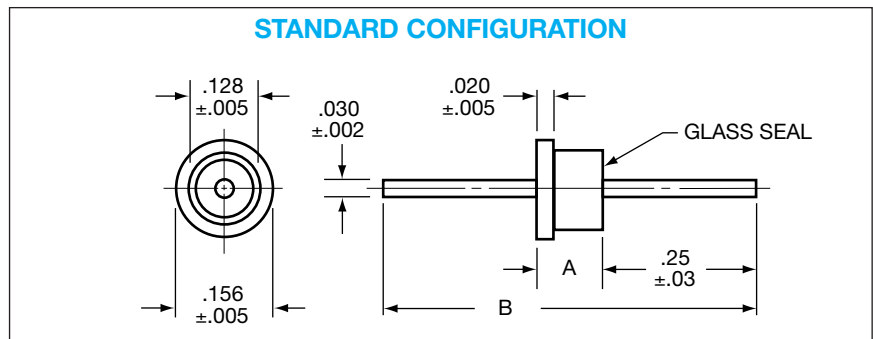 STANDARD CONFIGURATION
.128
±.005
.030
±.002
.020
±.005
GLASS SEAL
A
.25
±.03
B
.156
±.005